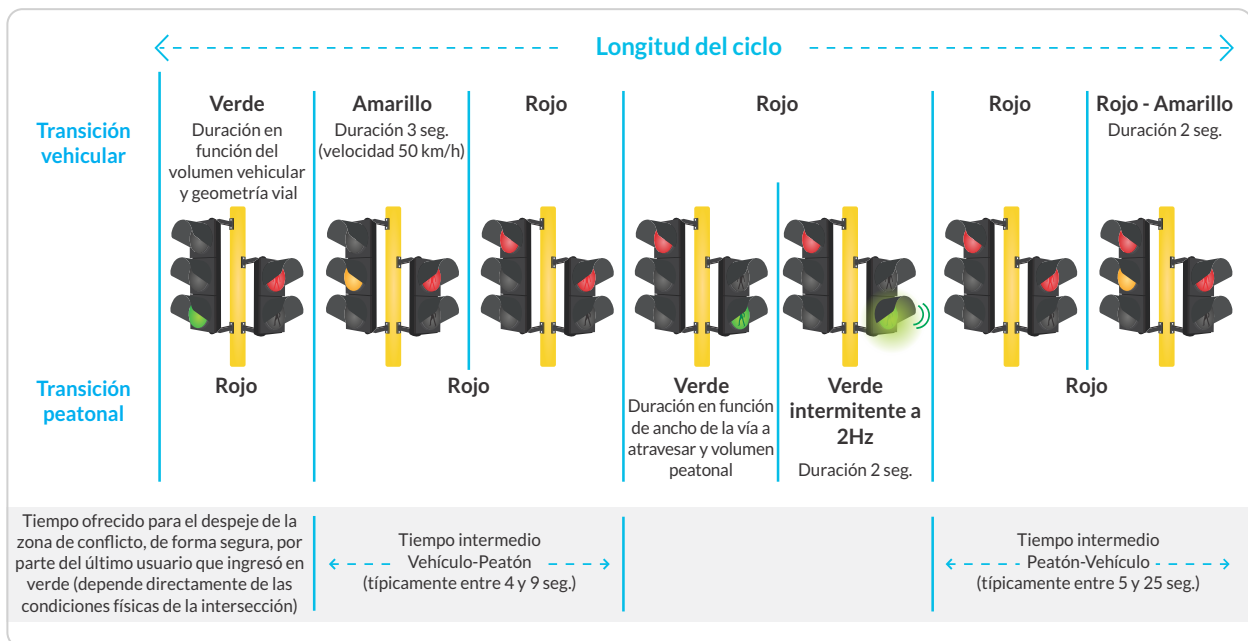 Longitud del ciclo
Transición
vehicular
Verde
Duración en
función del
volumen vehicular
y geometría vial
Amarillo
Duración 3 seg.
(velocidad 50 km/h)
Rojo
Rojo
Rojo
Rojo - Amarillo
Duración 2 seg.
Transición
peatonal
Rojo
Rojo
Verde
Duración en función
de ancho de la vía a
atravesar y volumen
peatonal
Verde
intermitente a
2Hz
Duración 2 seg.
Rojo
Tiempo ofrecido para el despeje de la
zona de conflicto, de forma segura, por
parte del último usuario que ingresó en
verde (depende directamente de las
condiciones físicas de la intersección)
Tiempo intermedio
Vehículo-Peatón
(típicamente entre 4 y 9 seg.)
Tiempo intermedio
Peatón-Vehículo
(típicamente entre 5 y 25 seg.)